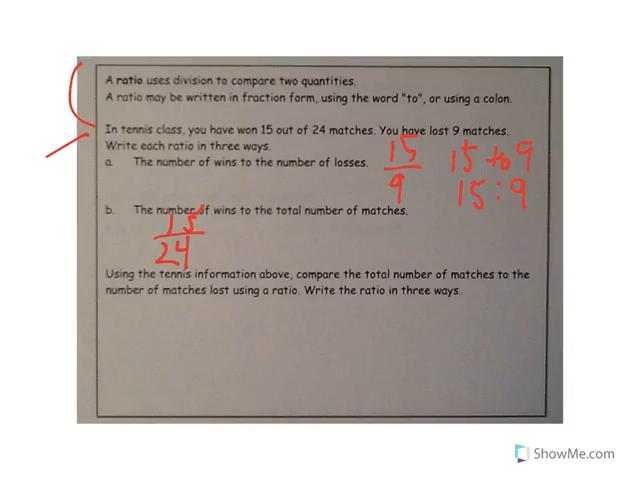 A ratio uses division to compare two quantities.
A ratio may be written in fraction form, using the word "to", or using a colon.
In tennis class, you have won 15 out of 24 matches. You have lost 9 matches.
Write each ratio in three ways.
a. The number of wins to the number of losses.
15
9
15 to 9
15 : 9
b. The number of wins to the total number of matches.
15
24
Using the tennis information above, compare the total number of matches to the
number of matches lost using a ratio. Write the ratio in three ways.
ShowMe.com